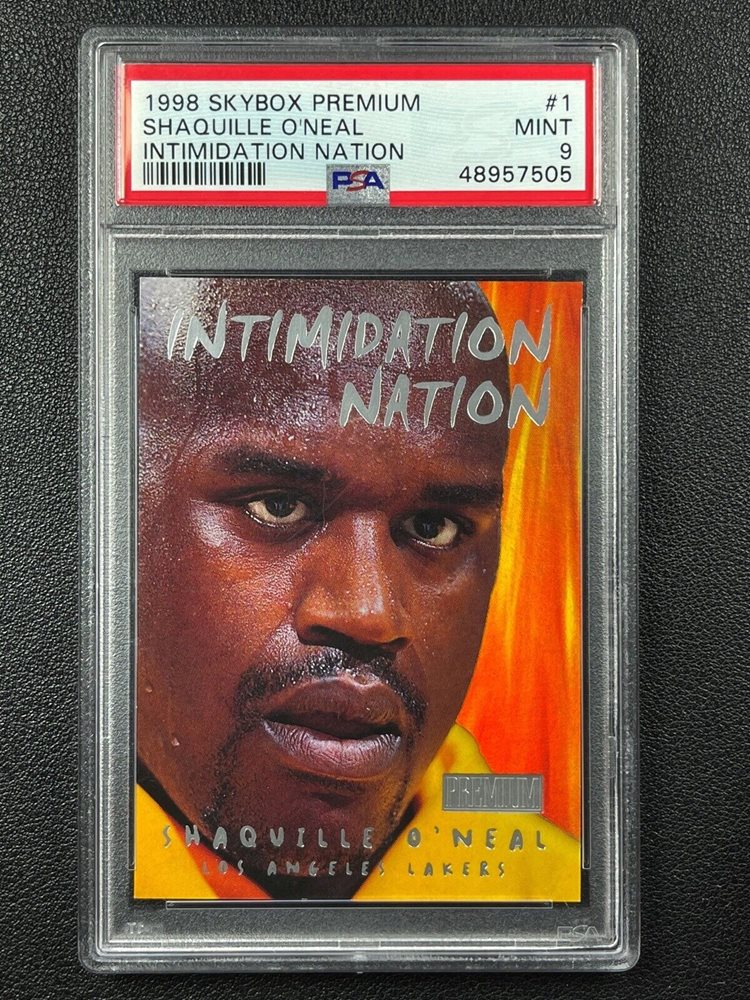 1998 SKYBOX PREMIUM #1
SHAQUILLE O'NEAL MINT
INTIMIDATION NATION 9
PSA 48957505
INTIMIDATION
NATION
PREMIUM
SHAQUILLE O'NEAL
LOS ANGELES LAKERS
PSA